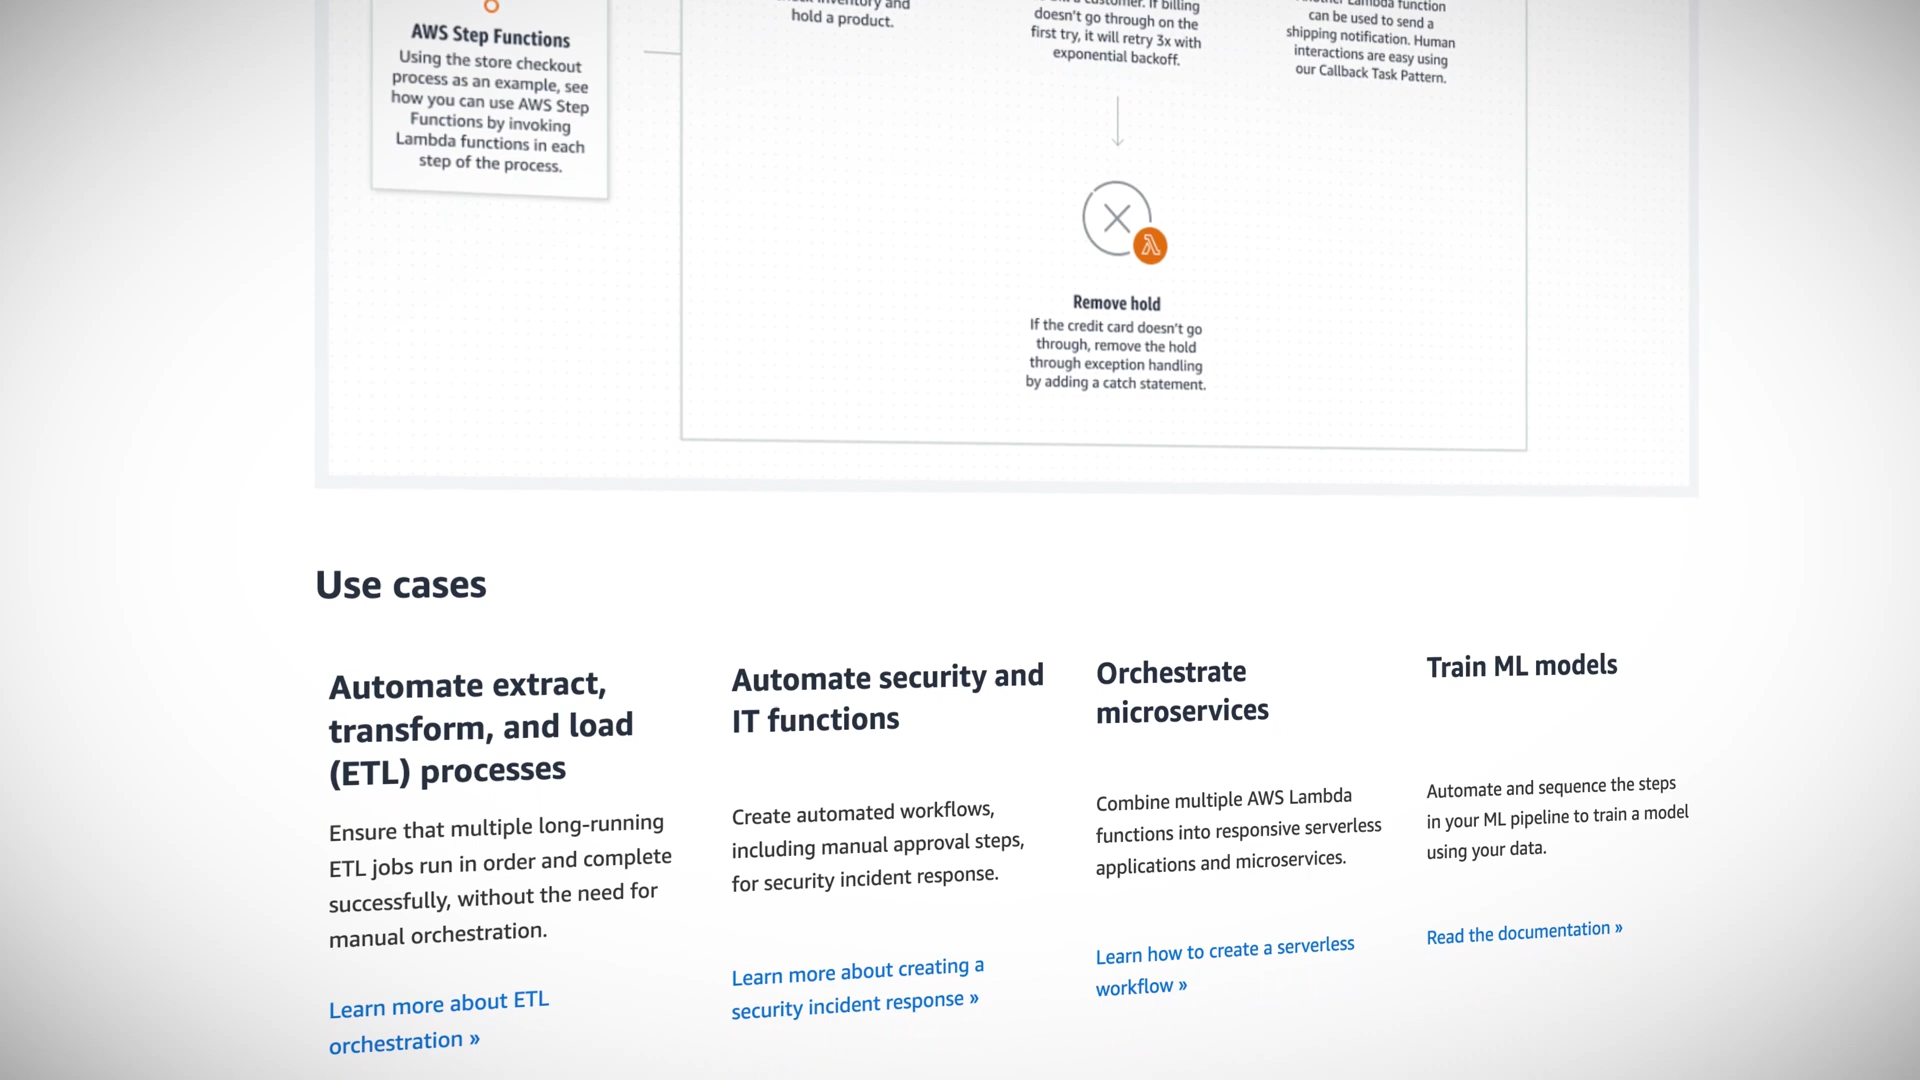 AWS Step Functions
Using the store checkout
process as an example, see
how you can use AWS Step
Functions by invoking
Lambda functions in each
step of the process.
inventory and
hold a product.
customer. If billing
doesn't go through on the
first try, it will retry 3x with
exponential backoff.
Lambda function
can be used to send a
shipping notification. Human
interactions are easy using
our Callback Task Pattern.
Remove hold
If the credit card doesn't go
through, remove the hold
through exception handling
by adding a catch statement.
Use cases
Automate extract,
transform, and load
(ETL) processes
Ensure that multiple long-running
ETL jobs run in order and complete
successfully, without the need for
manual orchestration.
Learn more about ETL
orchestration »
Automate security and
IT functions
Create automated workflows,
including manual approval steps,
for security incident response.
Learn more about creating a
security incident response »
Orchestrate
microservices
Combine multiple AWS Lambda
functions into responsive serverless
applications and microservices.
Learn how to create a serverless
workflow »
Train ML models
Automate and sequence the steps
in your ML pipeline to train a model
using your data.
Read the documentation »